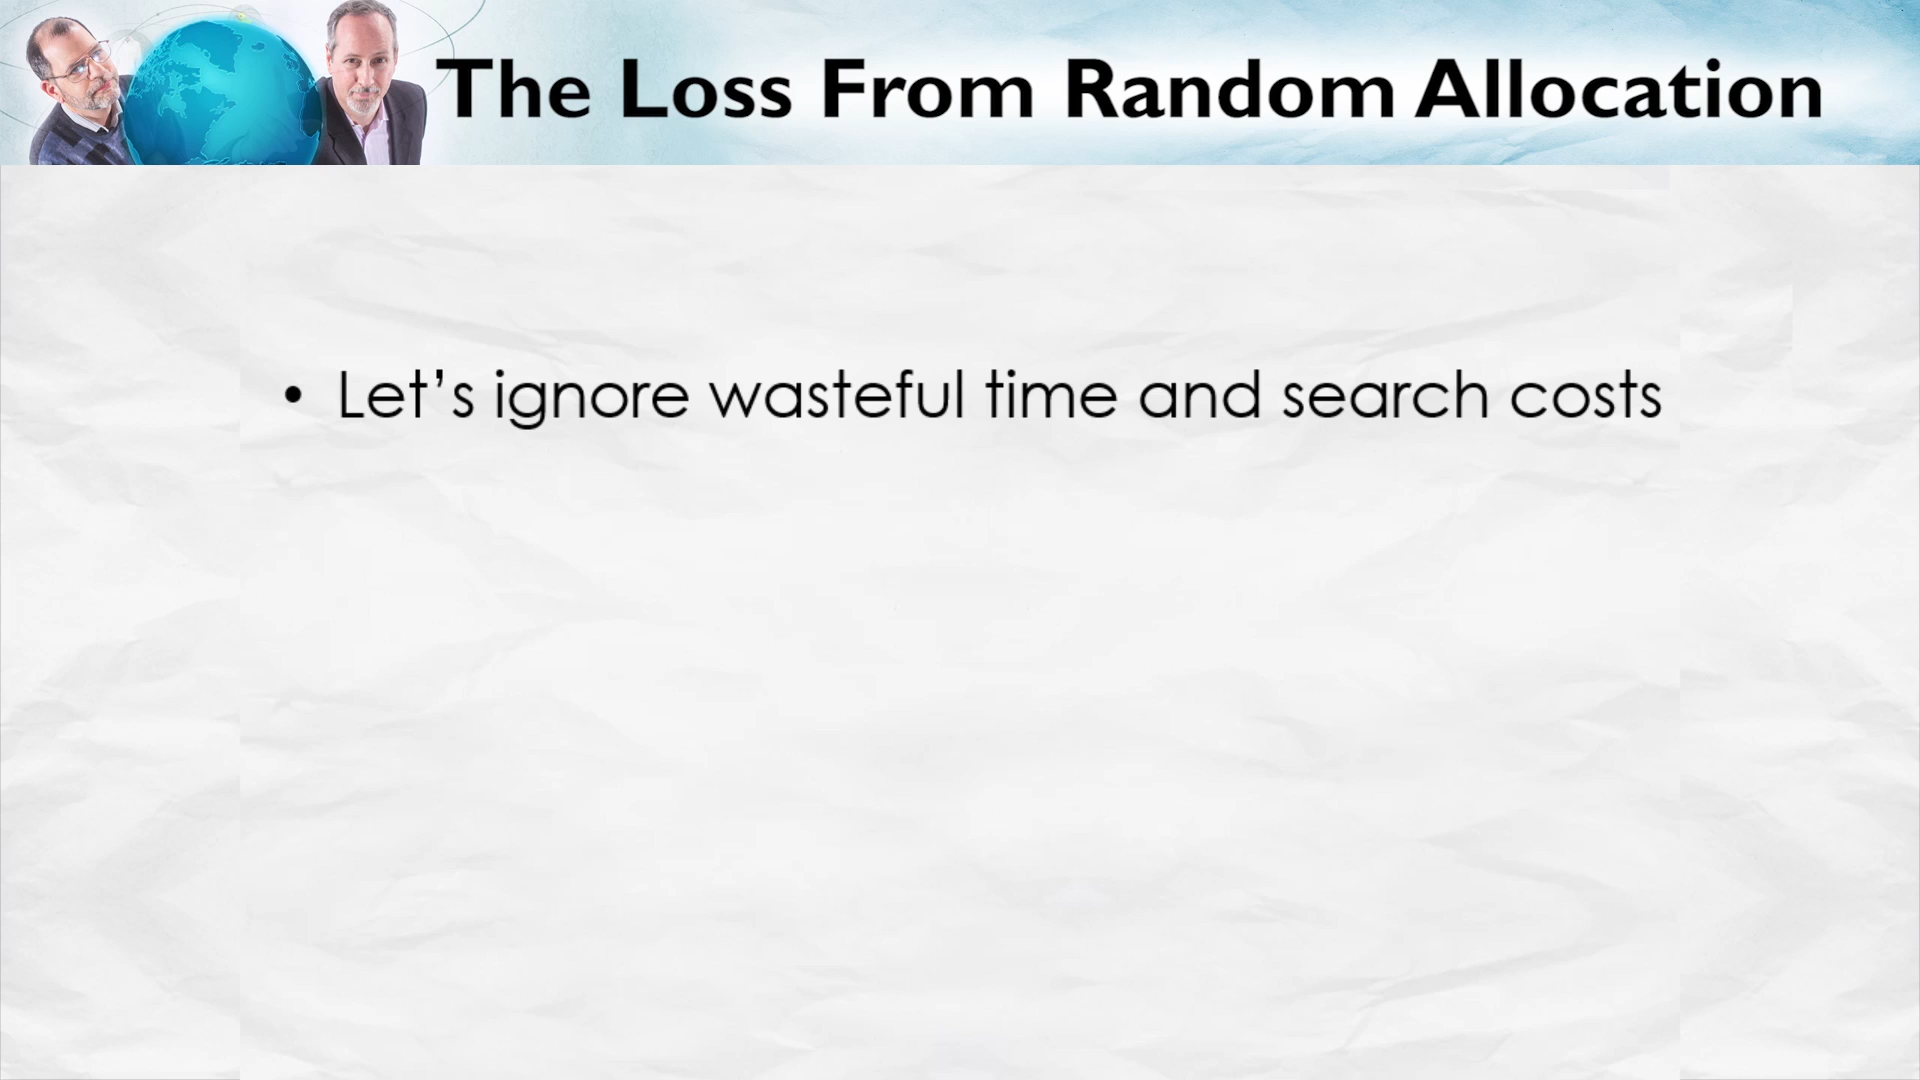 The Loss From Random Allocation
• Let’s ignore wasteful time and search costs